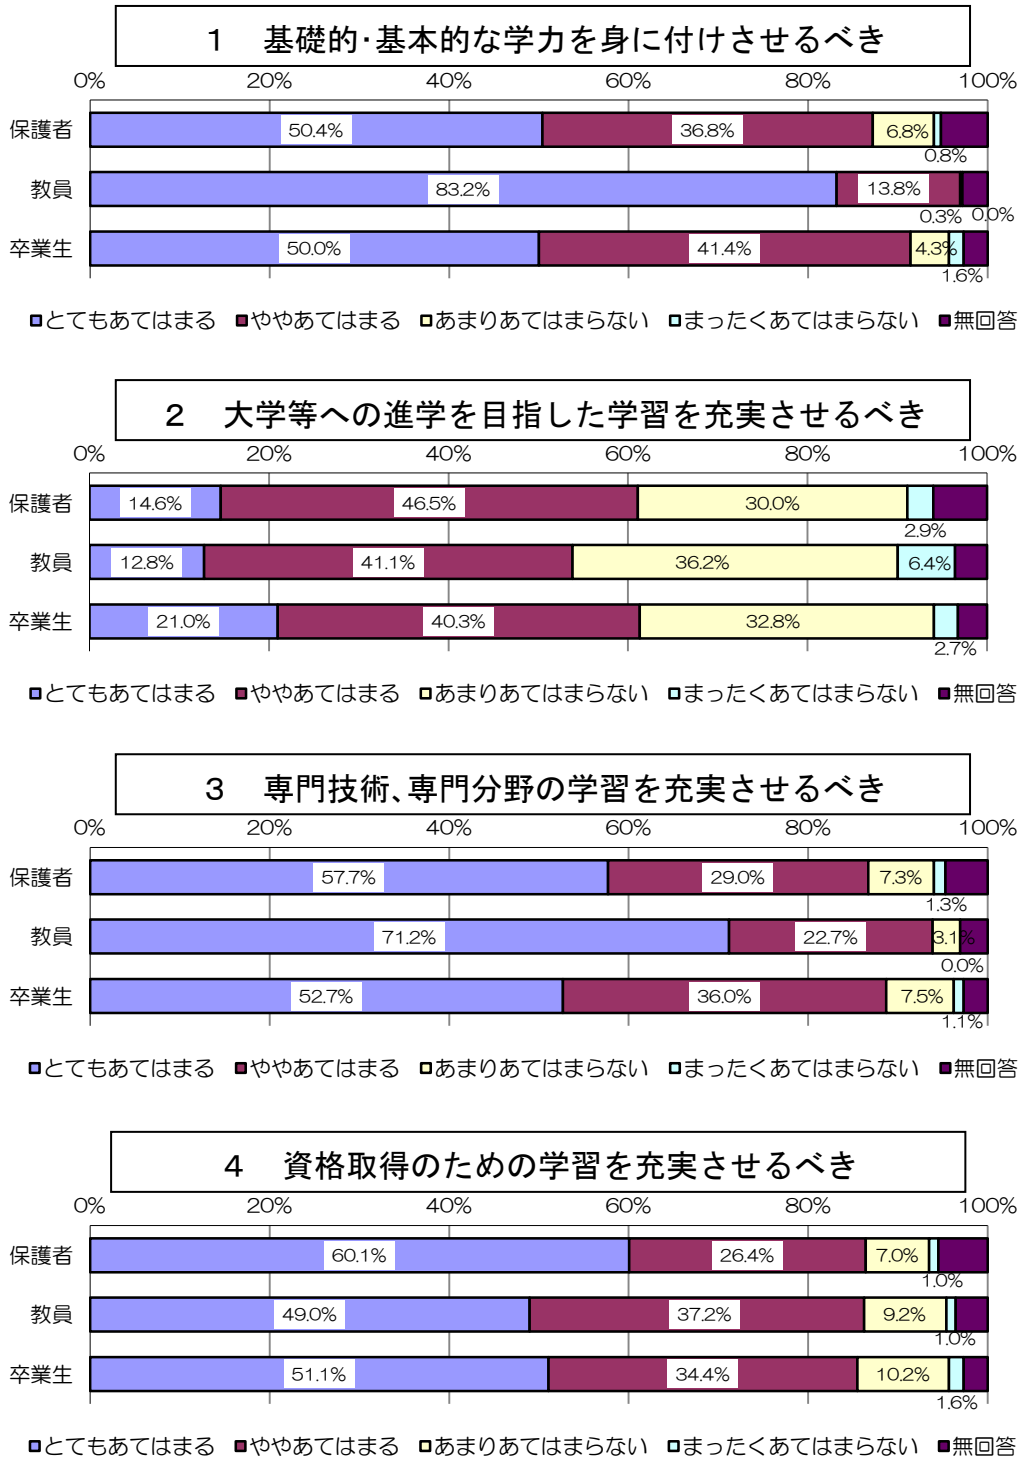 １　基礎的・基本的な学力を身に付けさせるべき
0% 20% 40% 60% 80% 100%
保護者 50.4% 36.8% 6.8%
0.8%
教員 83.2% 13.8%
0.3% 0.0%
卒業生 50.0% 41.4% 4.3%
1.6%
とてもあてはまる ややあてはまる あまりあてはまらない まったくあてはまらない 無回答
２　大学等への進学を目指した学習を充実させるべき
0% 20% 40% 60% 80% 100%
保護者 14.6% 46.5% 30.0%
2.9%
教員 12.8% 41.1% 36.2% 6.4%
卒業生 21.0% 40.3% 32.8%
2.7%
とてもあてはまる ややあてはまる あまりあてはまらない まったくあてはまらない 無回答
３　専門技術、専門分野の学習を充実させるべき
0% 20% 40% 60% 80% 100%
保護者 57.7% 29.0% 7.3%
1.3%
教員 71.2% 22.7% 3.1%
0.0%
卒業生 52.7% 36.0% 7.5%
1.1%
とてもあてはまる ややあてはまる あまりあてはまらない まったくあてはまらない 無回答
４　資格取得のための学習を充実させるべき
0% 20% 40% 60% 80% 100%
保護者 60.1% 26.4% 7.0%
1.0%
教員 49.0% 37.2% 9.2%
1.0%
卒業生 51.1% 34.4% 10.2%
1.6%
とてもあてはまる ややあてはまる あまりあてはまらない まったくあてはまらない 無回答